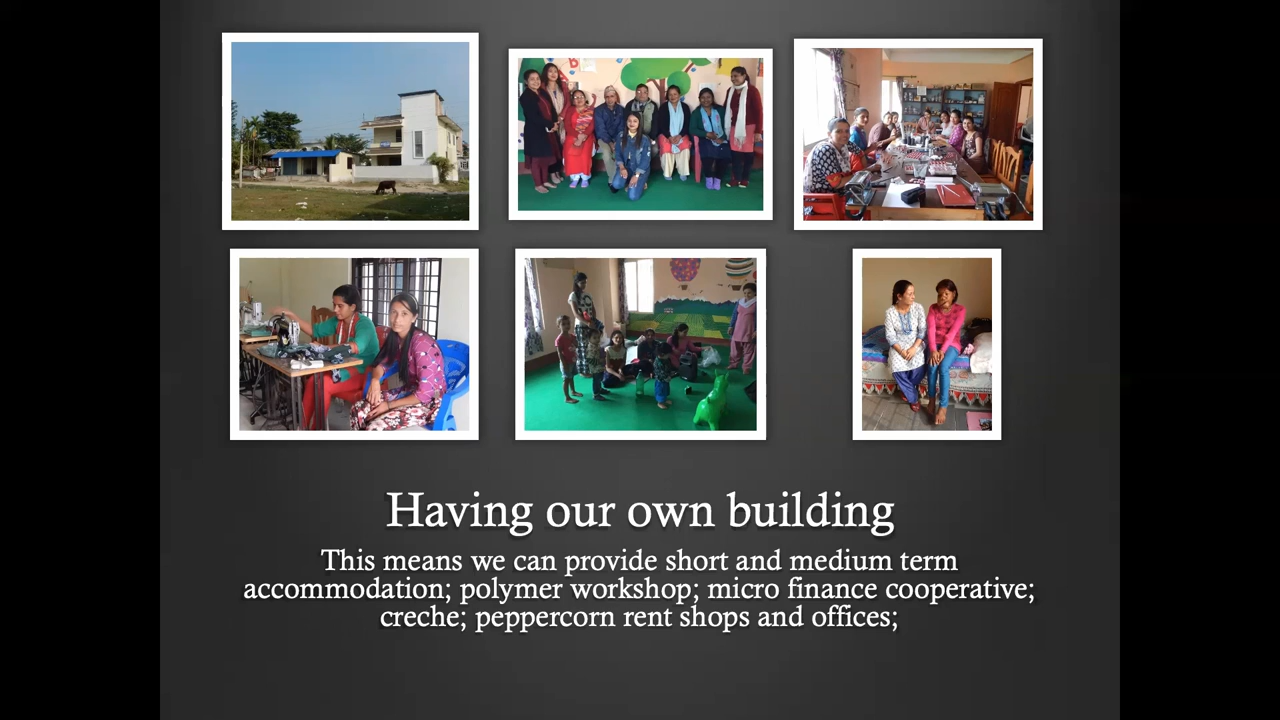 Having our own building
This means we can provide short and medium term
accommodation; polymer workshop; micro finance cooperative;
creche; peppercorn rent shops and offices;